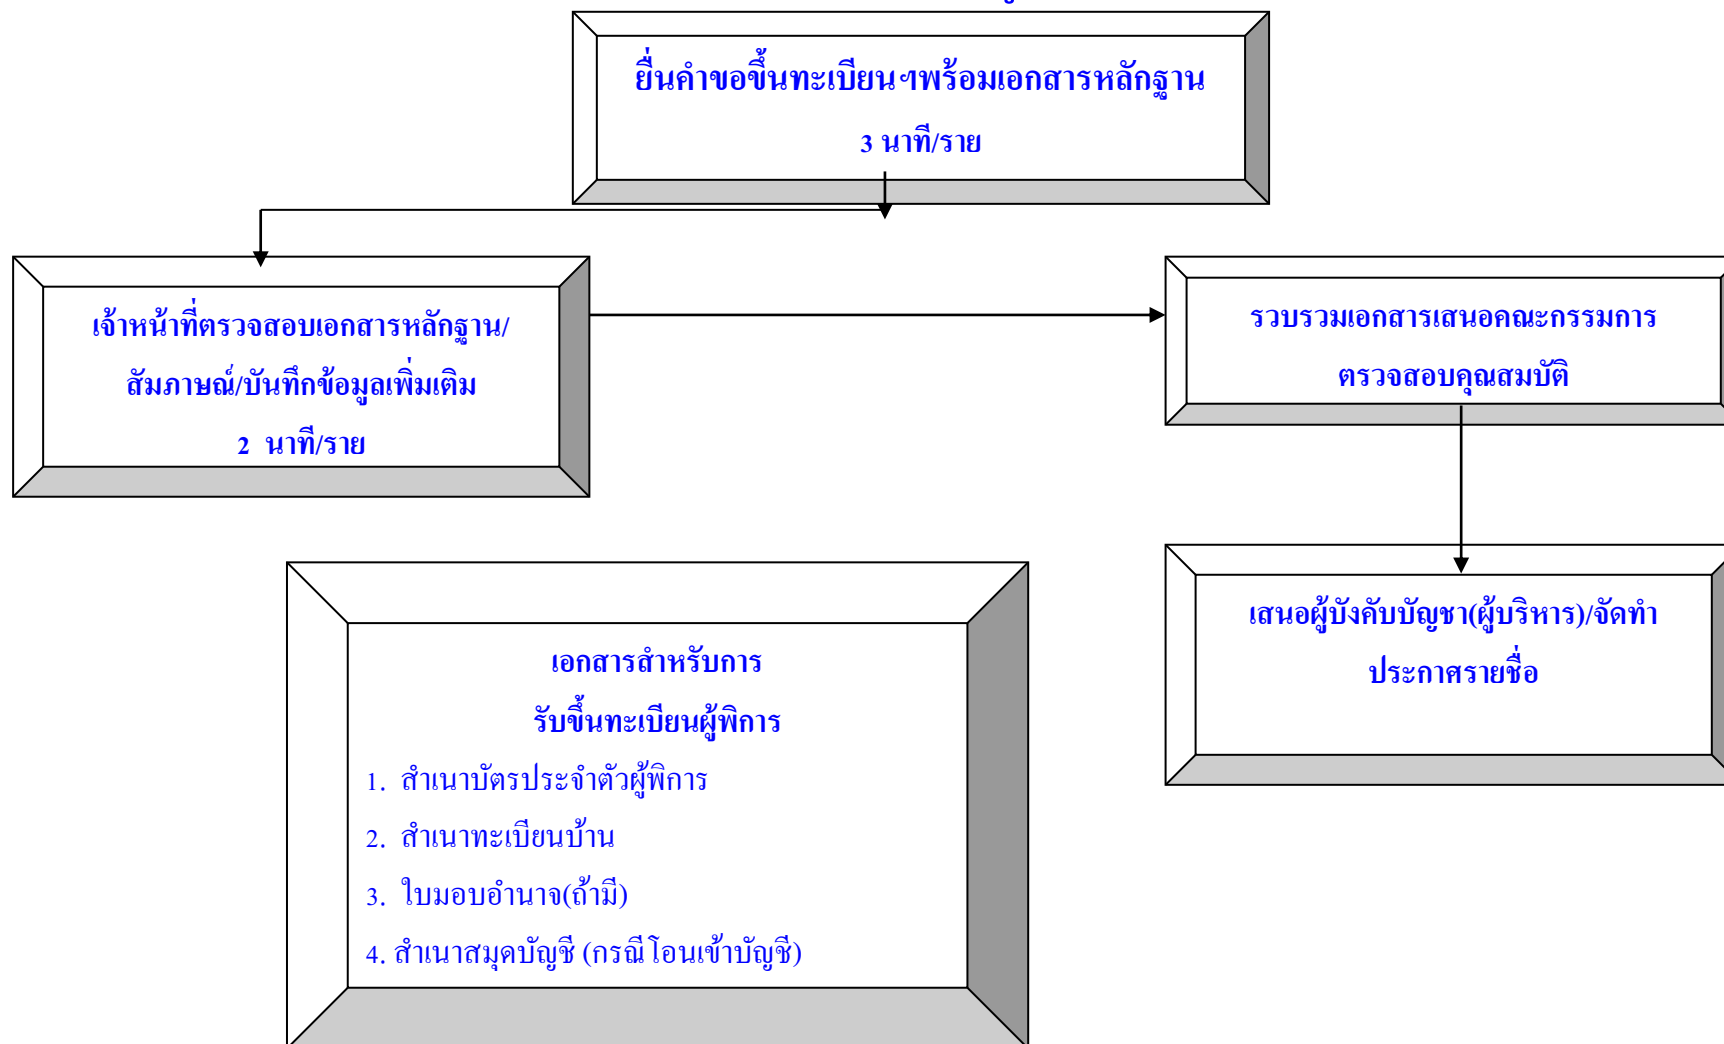 ยื่นคำขอขึ้นทะเบียนฯพร้อมเอกสารหลักฐาน
3 นาที/ราย
เจ้าหน้าที่ตรวจสอบเอกสารหลักฐาน/
สัมภาษณ์/บันทึกข้อมูลเพิ่มเติม
2 นาที/ราย
รวบรวมเอกสารเสนอคณะกรรมการ
ตรวจสอบคุณสมบัติ
เสนอผู้บังคับบัญชา(ผู้บริหาร)/จัดทำ
ประกาศรายชื่อ
เอกสารสำหรับการ
รับขึ้นทะเบียนผู้พิการ
1. สำเนาบัตรประจำตัวผู้พิการ
2. สำเนาทะเบียนบ้าน
3. ใบมอบอำนาจ(ถ้ามี)
4. สำเนาสมุดบัญชี (กรณีโอนเข้าบัญชี)